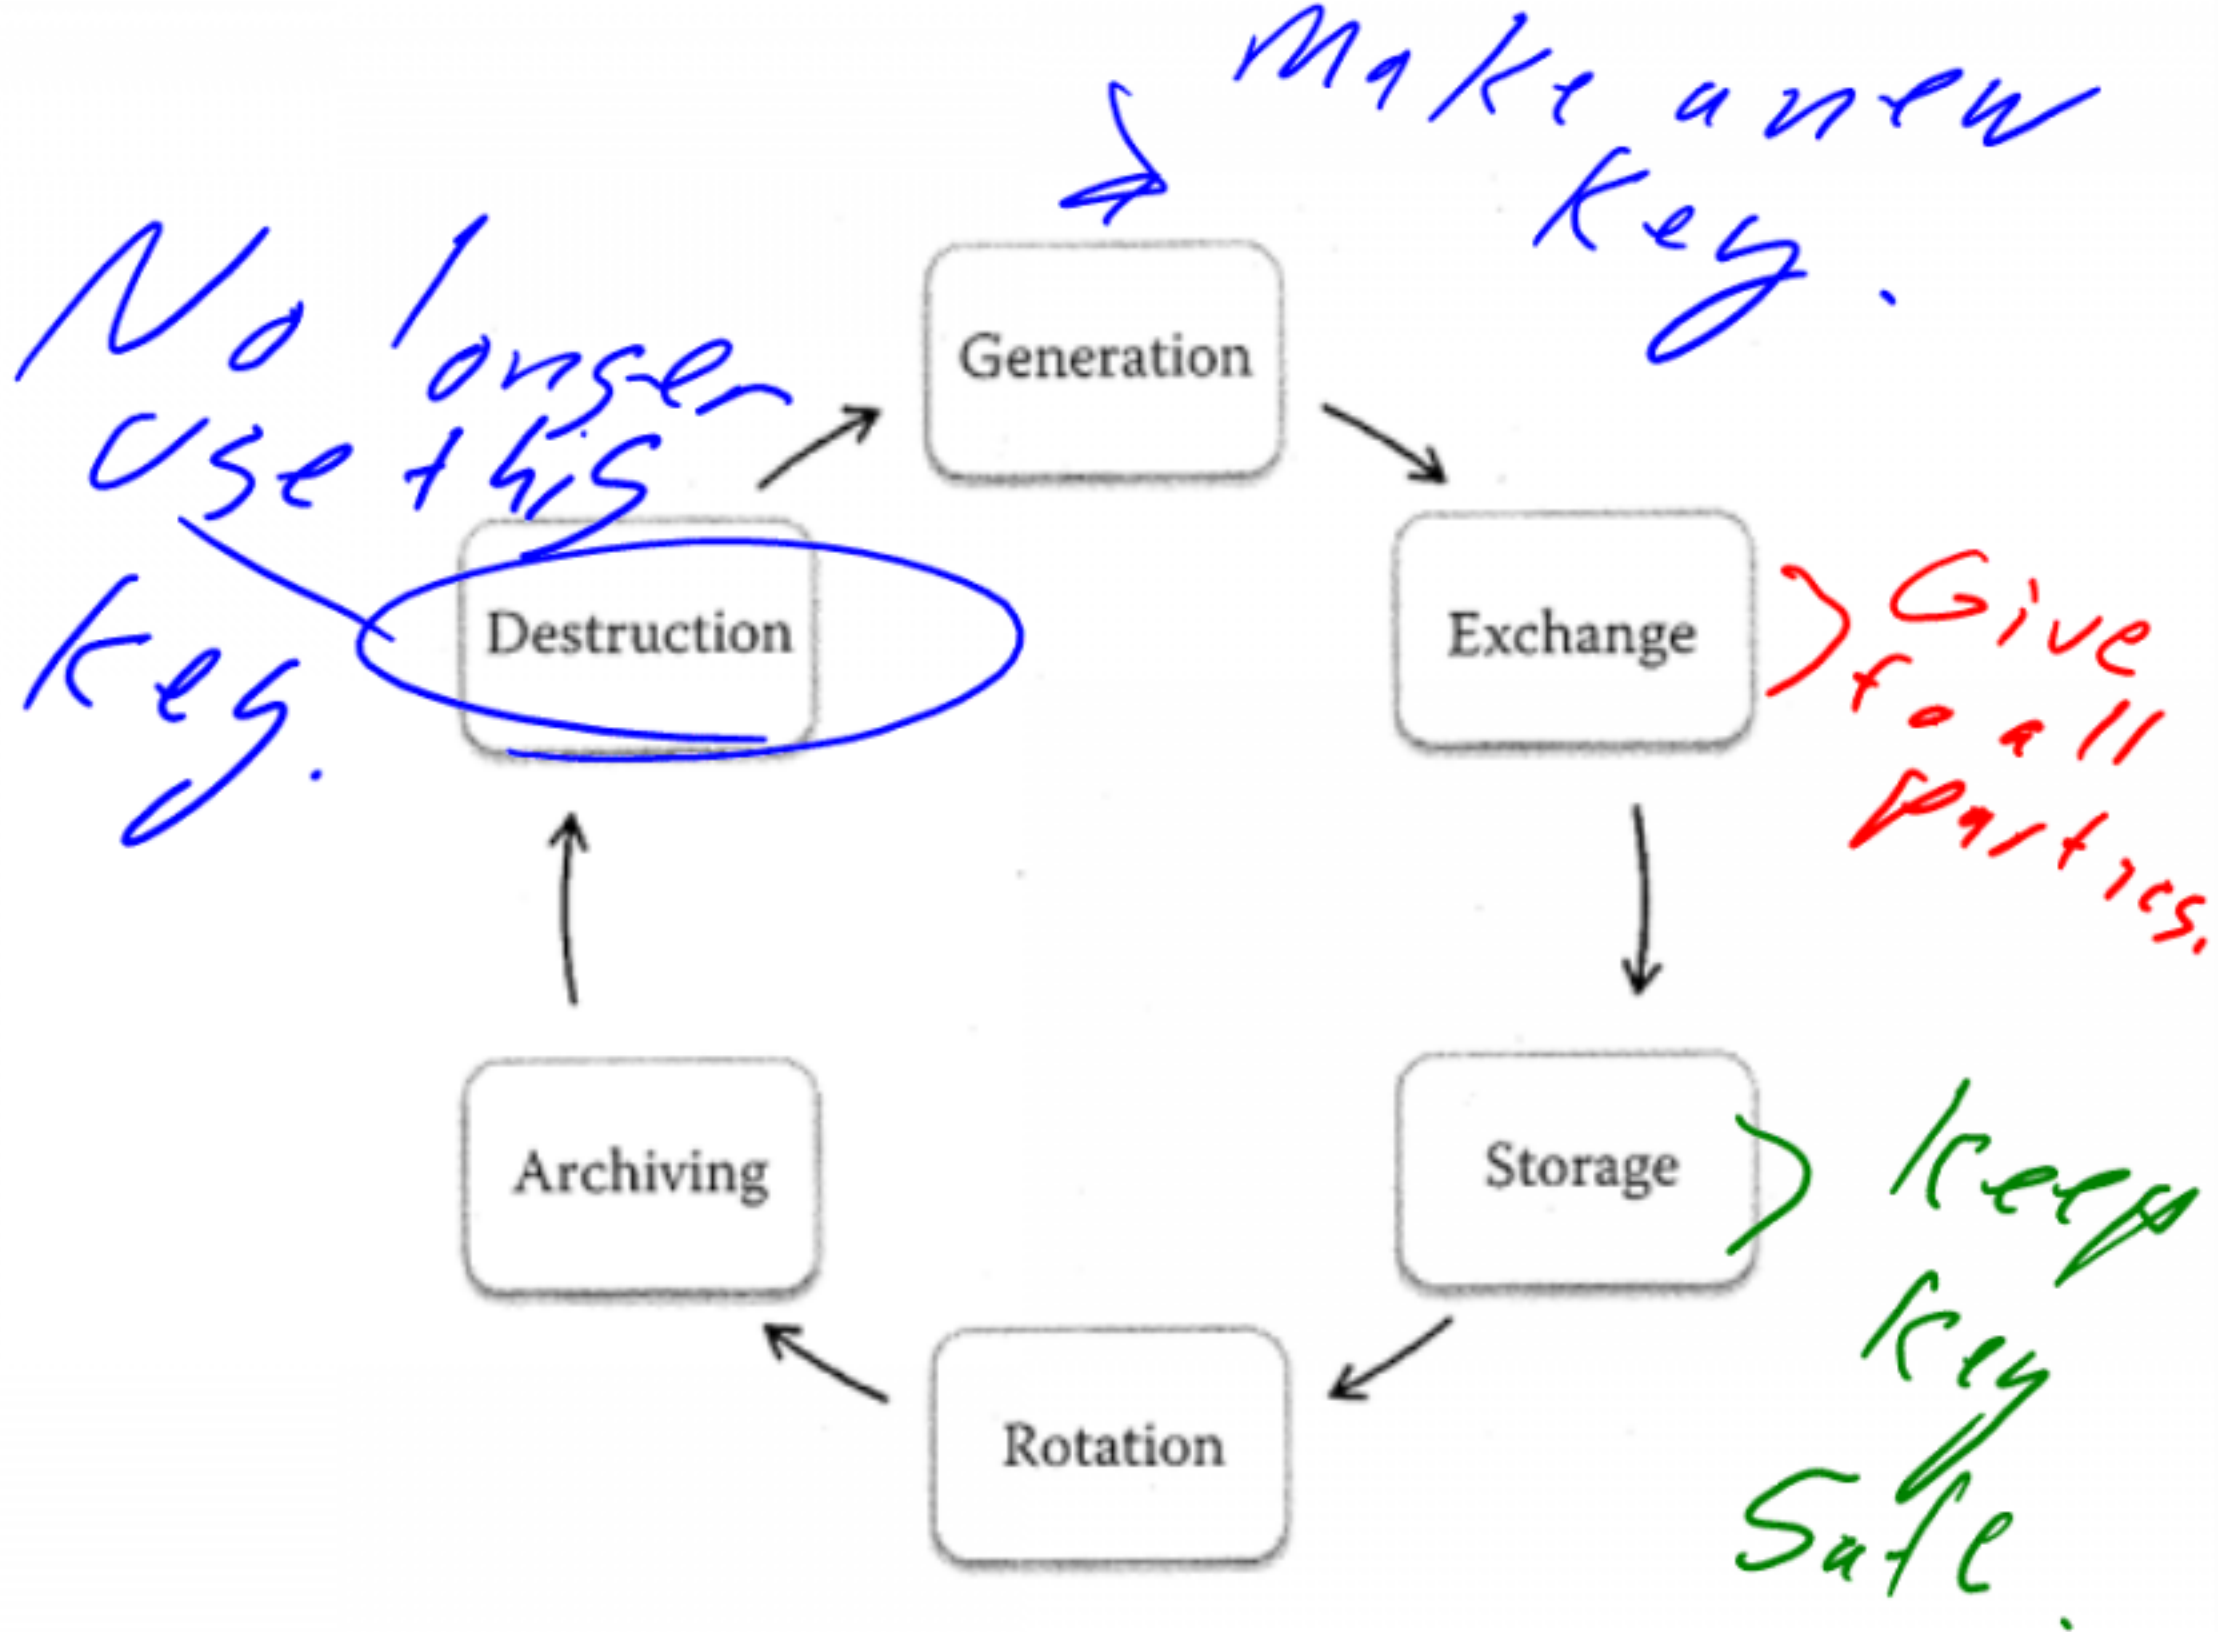 Make a new
key.
Generation
No longer
use this
key.
Destruction
Exchange
Give
to all
parties.
Archiving
Storage
keep
key
safe.
Rotation